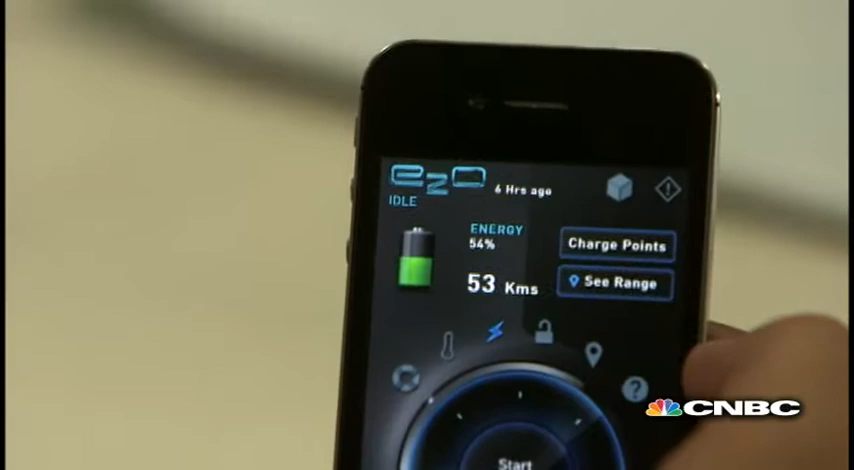 e2o
6 Hrs ago
IDLE
ENERGY
54%
Charge Points
53 Kms
See Range
?
Start
CNBC